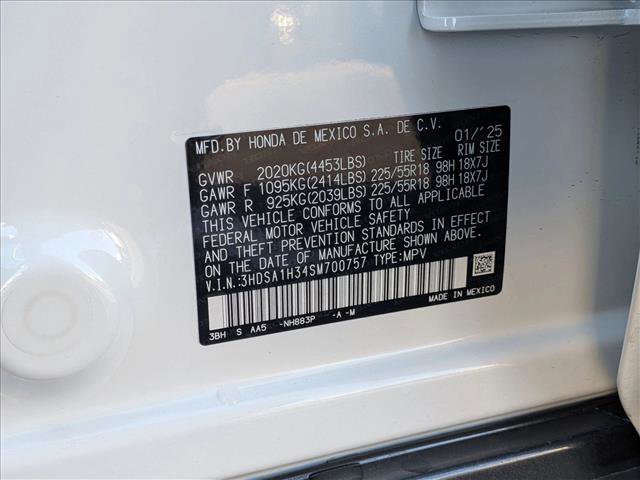 MFD.BY HONDA DE MEXICO S.A. DE C.V. 01/'25
GVWR 2020KG(4453LBS) TIRE SIZE RIM SIZE
GAWR F 1095KG(2414LBS) 225/55R18 98H 18X7J
GAWR R 925KG(2039LBS) 225/55R18 98H 18X7J
THIS VEHICLE CONFORMS TO ALL APPLICABLE
FEDERAL MOTOR VEHICLE SAFETY
AND THEFT PREVENTION STANDARDS IN EFFECT
ON THE DATE OF MANUFACTURE SHOWN ABOVE.
V.I.N.:3HDSA1H34SM700757 TYPE:MPV
3BH S AA5 -NH883P -A -M MADE IN MEXICO